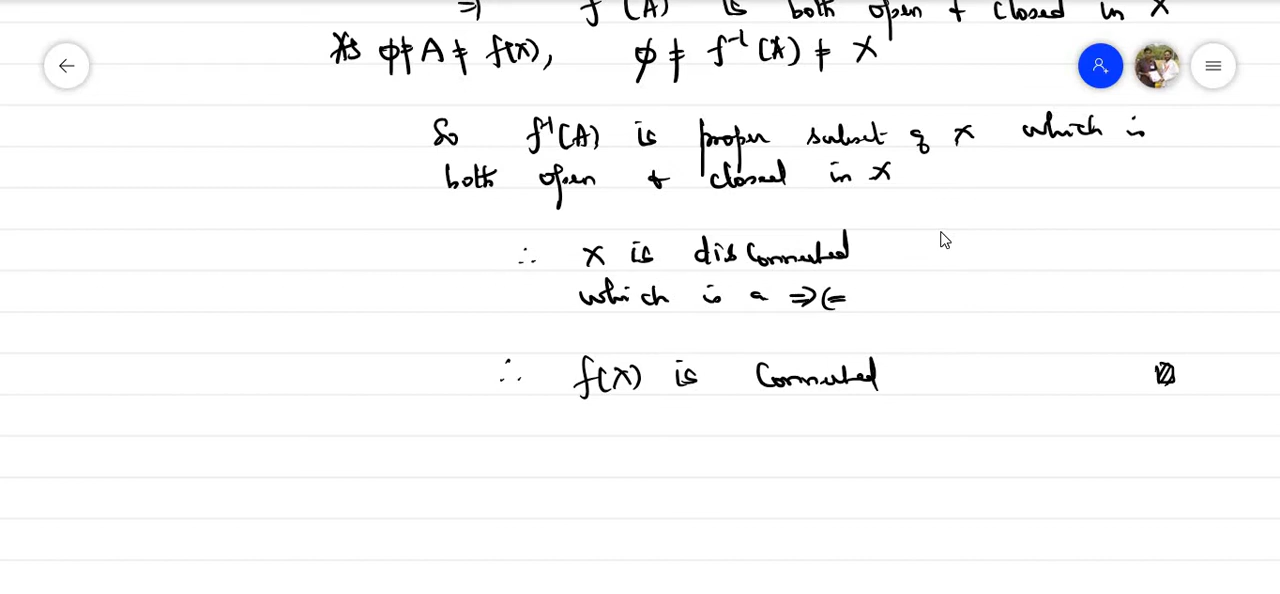 ⇒ f⁻¹(A) is both open + closed in X
As ϕ ≠ A ≠ f(X), ϕ ≠ f⁻¹(A) ≠ X
So f⁻¹(A) is proper subset of X which is
both open + closed in X
∴ X is disconnected
which is a ⇒⇐
∴ f(X) is connected